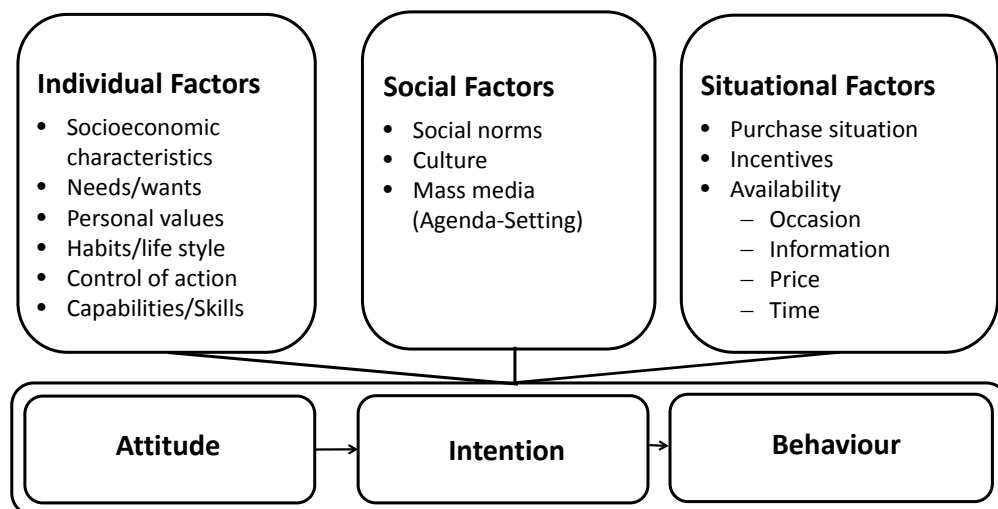 Individual Factors
• Socioeconomic
characteristics
• Needs/wants
• Personal values
• Habits/life style
• Control of action
• Capabilities/Skills
Social Factors
• Social norms
• Culture
• Mass media
(Agenda-Setting)
Situational Factors
• Purchase situation
• Incentives
• Availability
– Occasion
– Information
– Price
– Time
Attitude
Intention
Behaviour